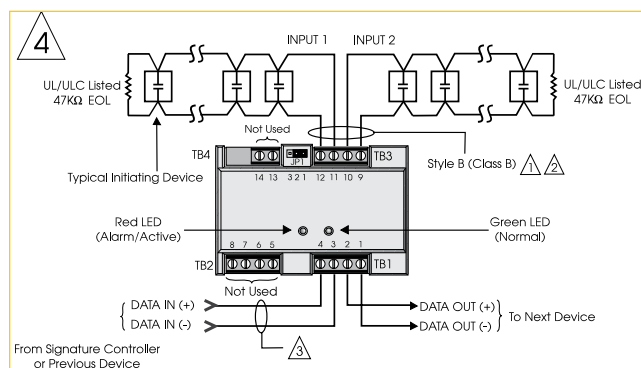 4
INPUT 1
INPUT 2
UL/ULC Listed
47KΩ EOL
UL/ULC Listed
47KΩ EOL
Typical Initiating Device
Not Used
TB4
JP1
TB3
14 13 3 2 1 12 11 10 9
Style B (Class B) 1 2
Red LED
(Alarm/Active)
Green LED
(Normal)
8 7 6 5 4 3 2 1
TB2
TB1
Not Used
DATA IN (+)
DATA IN (-)
DATA OUT (+)
DATA OUT (-)
To Next Device
3
From Signature Controller
or Previous Device